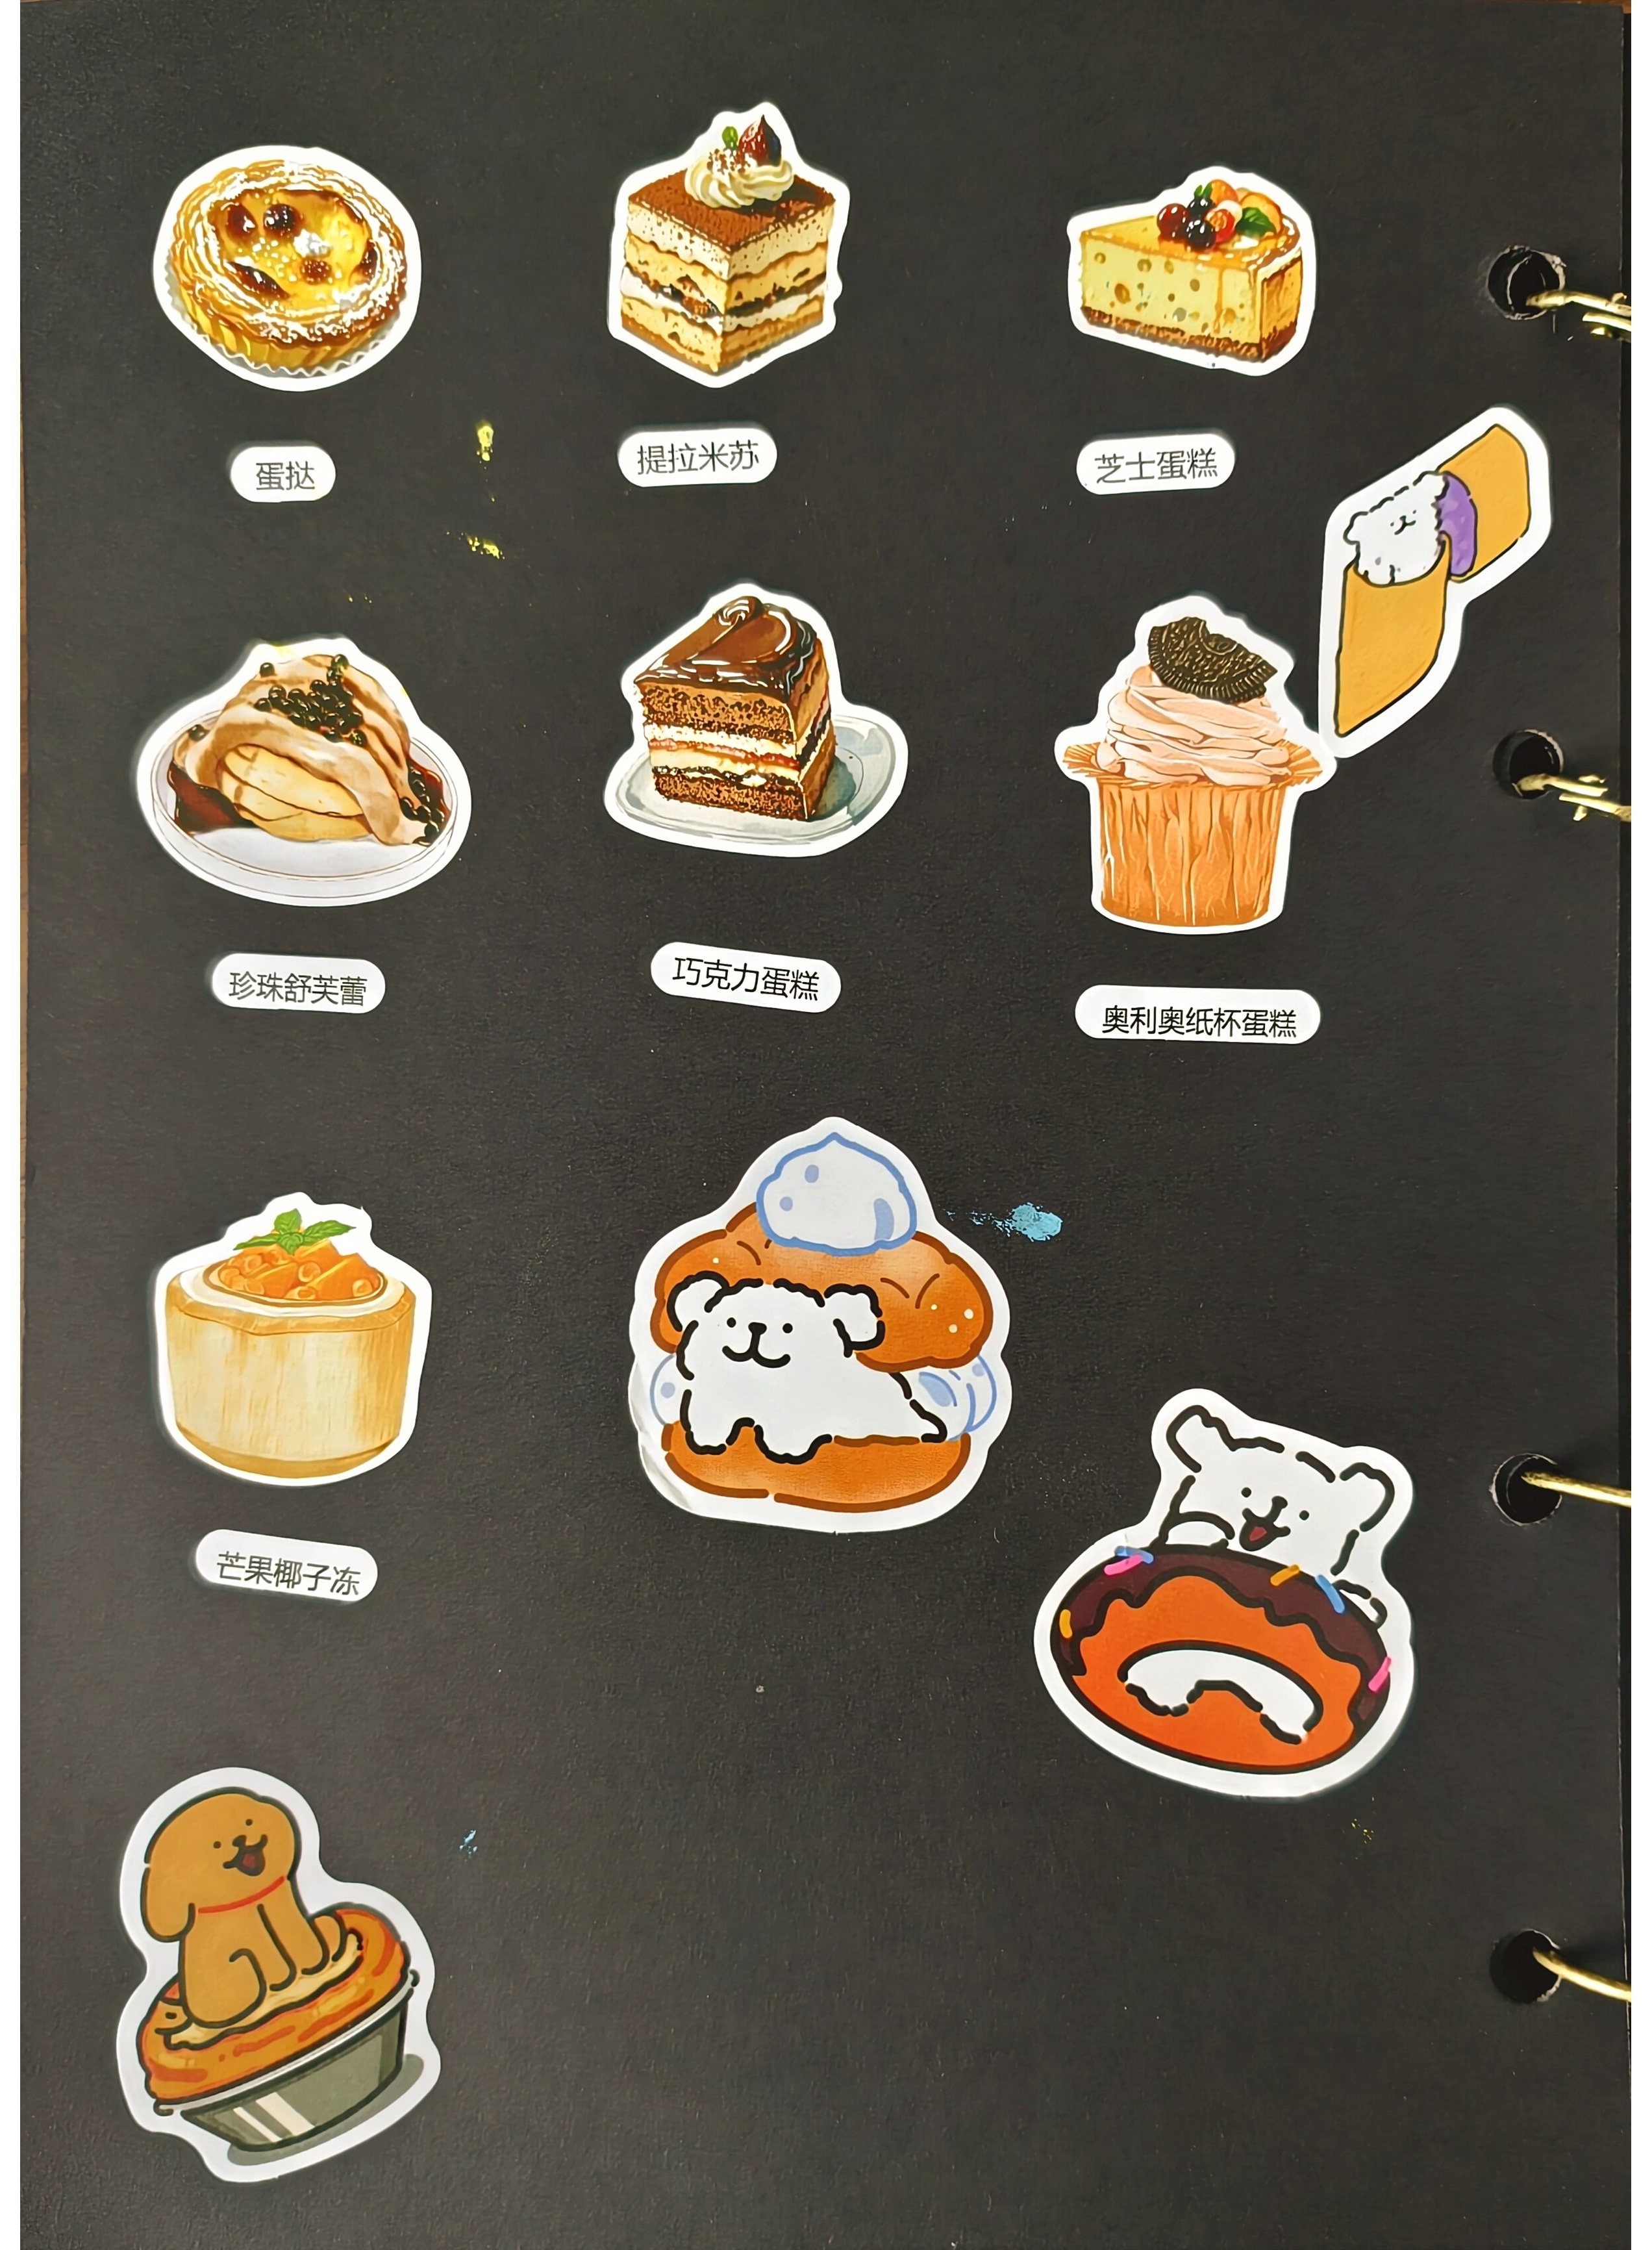 蛋挞
提拉米苏
芝士蛋糕
珍珠舒芙蕾
巧克力蛋糕
奥利奥纸杯蛋糕
芒果椰子冻